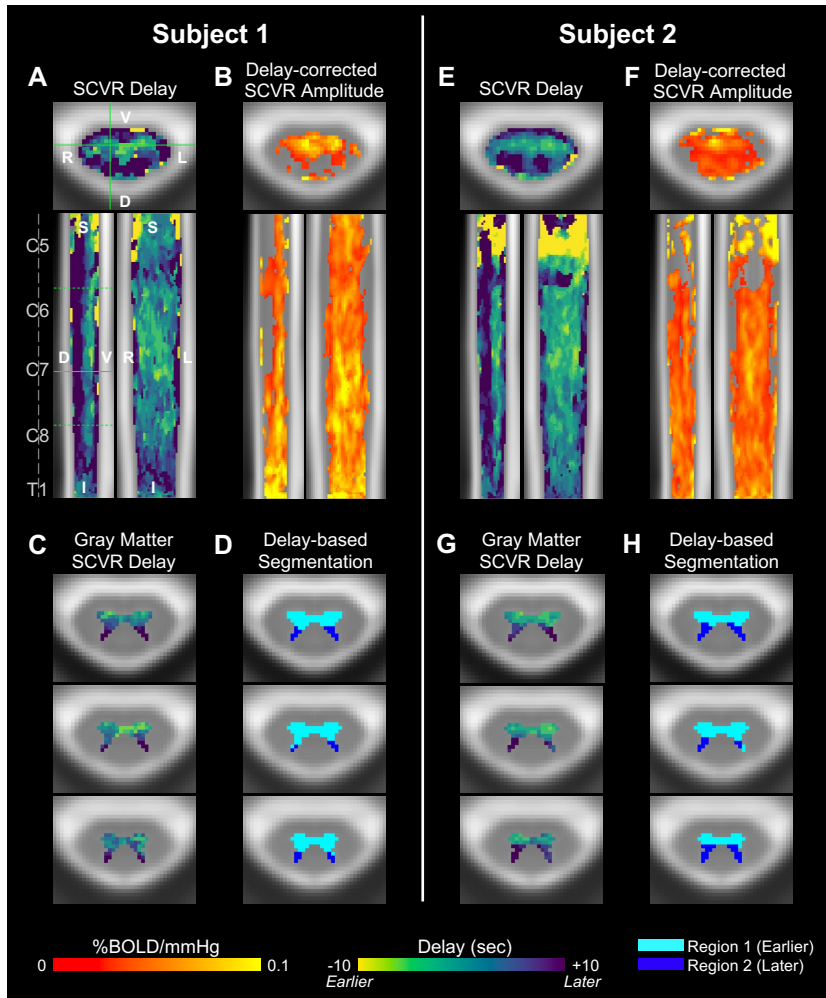 Subject 1
Subject 2
A
SCVR Delay
B
Delay-corrected
SCVR Amplitude
E
SCVR Delay
F
Delay-corrected
SCVR Amplitude
V
R
L
D
S
S
C5
C6
D
V
R
L
C7
C8
T1
I
I
C
Gray Matter
SCVR Delay
D
Delay-based
Segmentation
G
Gray Matter
SCVR Delay
H
Delay-based
Segmentation
%BOLD/mmHg
0
0.1
Delay (sec)
-10
+10
Earlier
Later
Region 1 (Earlier)
Region 2 (Later)